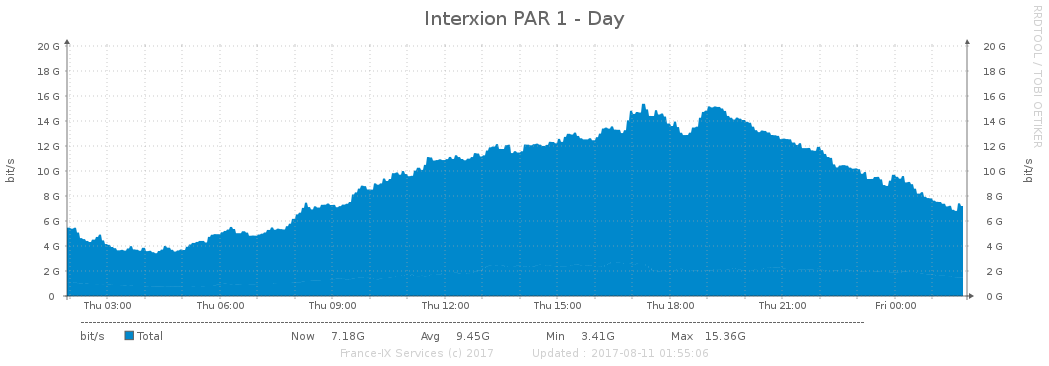 Interxion PAR 1 - Day
RRDTOOL / TOBI OETIKER
bit/s
bit/s
20 G 20 G
18 G 18 G
16 G 16 G
14 G 14 G
12 G 12 G
10 G 10 G
8 G 8 G
6 G 6 G
4 G 4 G
2 G 2 G
0 0 G
Thu 03:00 Thu 06:00 Thu 09:00 Thu 12:00 Thu 15:00 Thu 18:00 Thu 21:00 Fri 00:00
bit/s Total Now 7.18G Avg 9.45G Min 3.41G Max 15.36G
France-IX Services (c) 2017 Updated : 2017-08-11 01:55:06